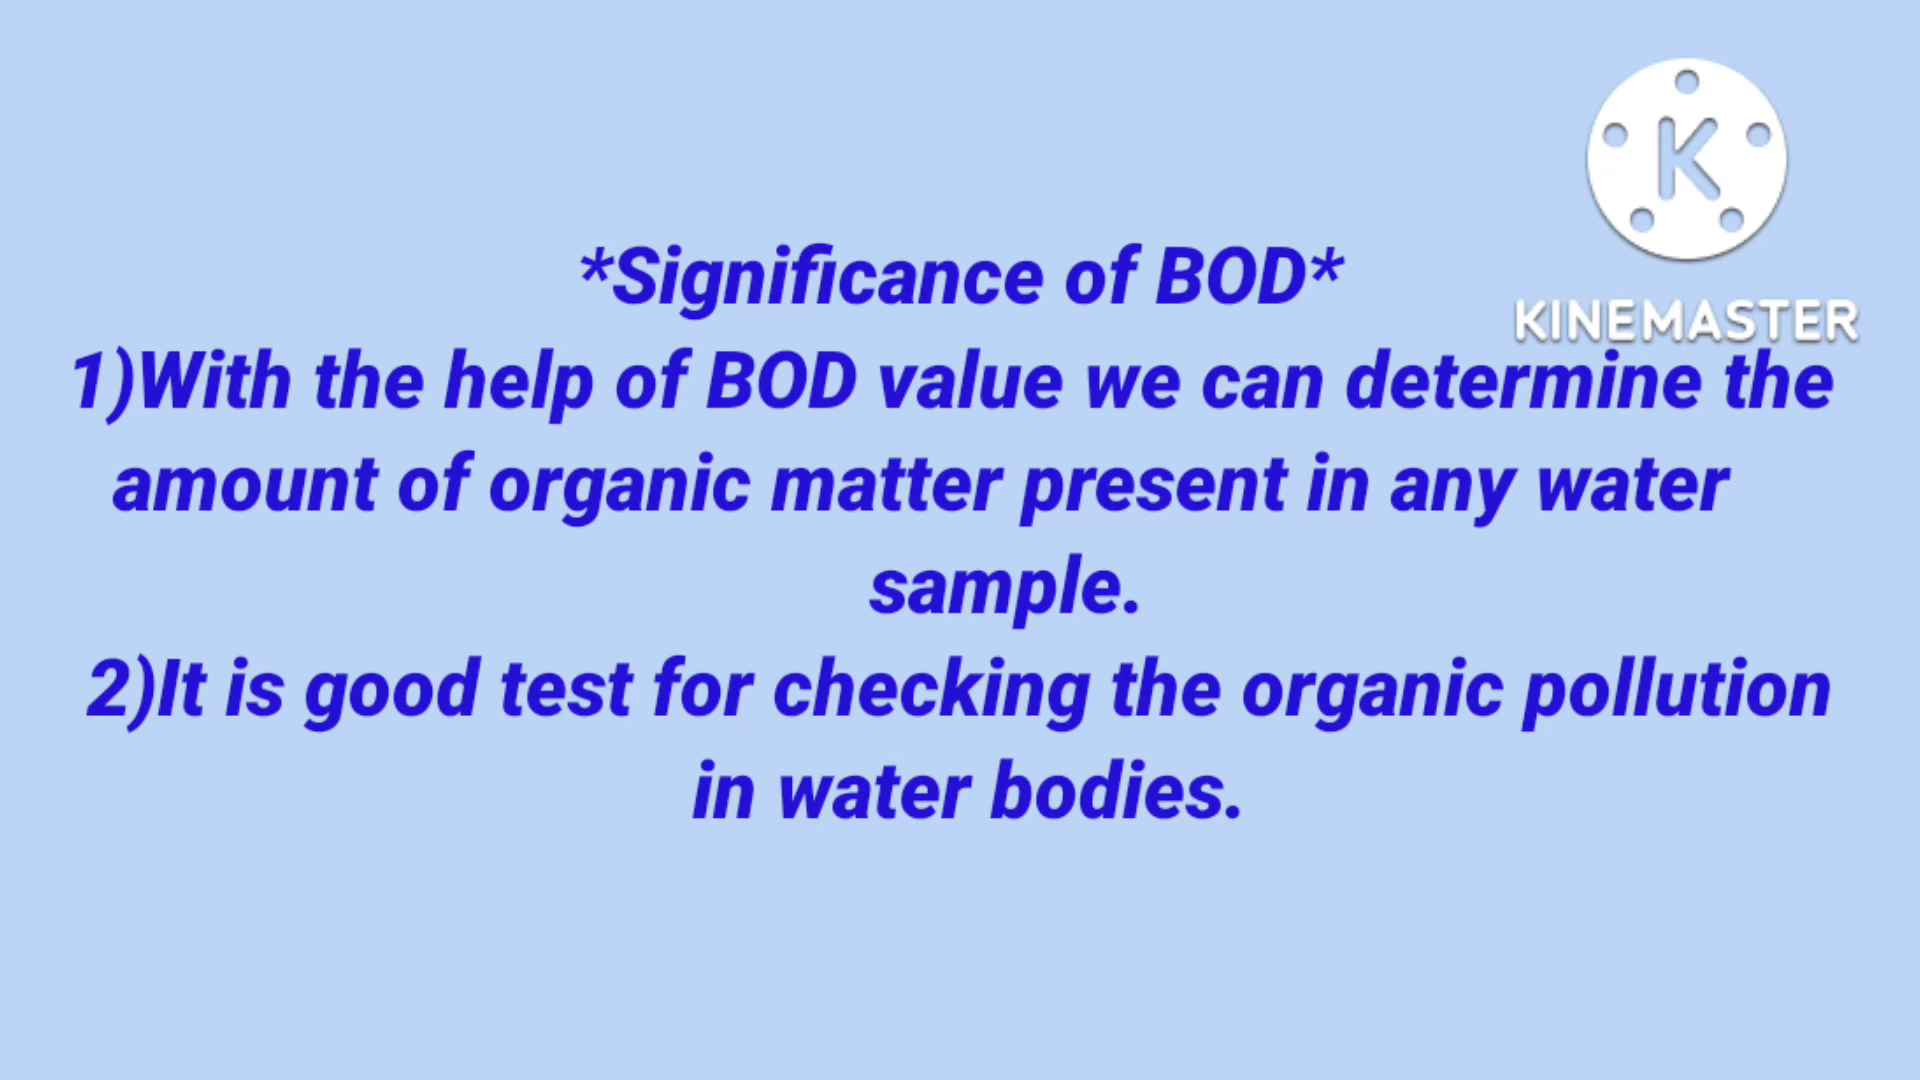 K
KINEMASTER
*Significance of BOD*
1)With the help of BOD value we can determine the
amount of organic matter present in any water
sample.
2)It is good test for checking the organic pollution
in water bodies.